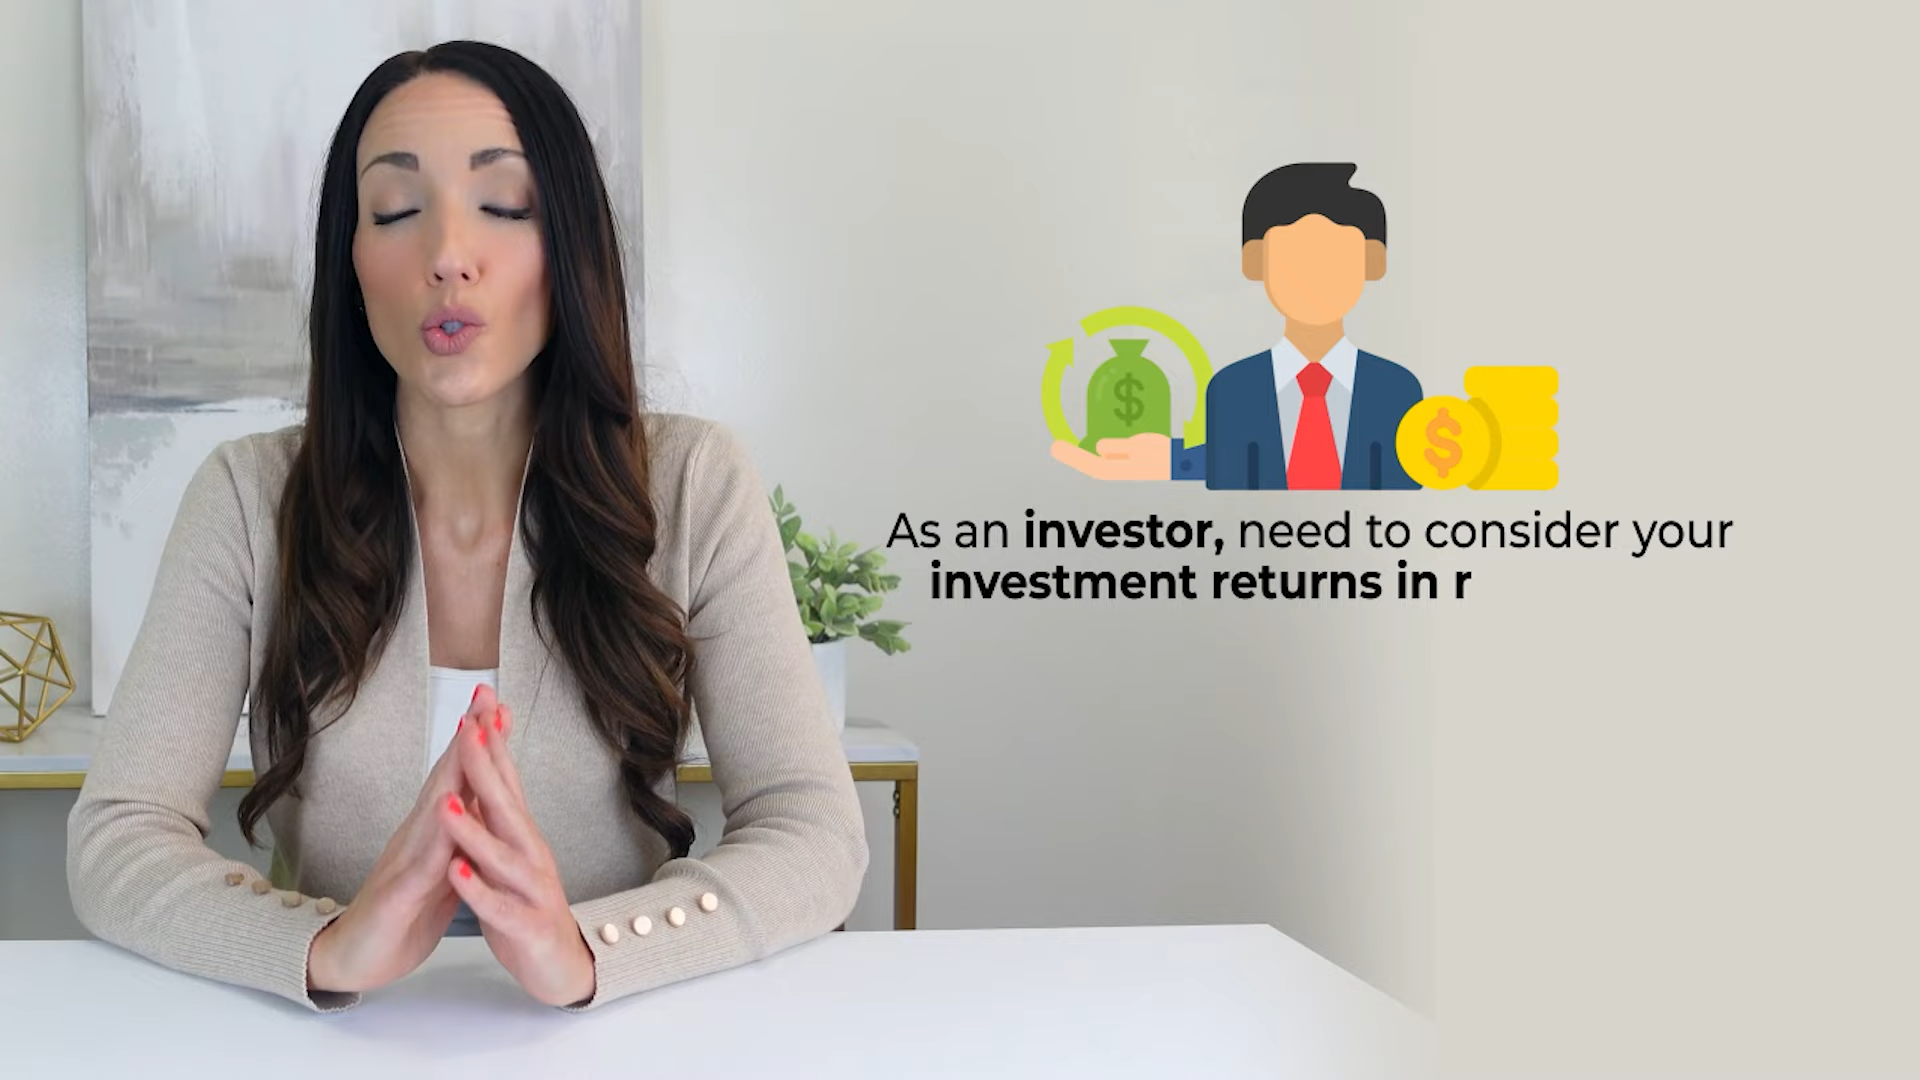 As an investor, need to consider your
investment returns in r